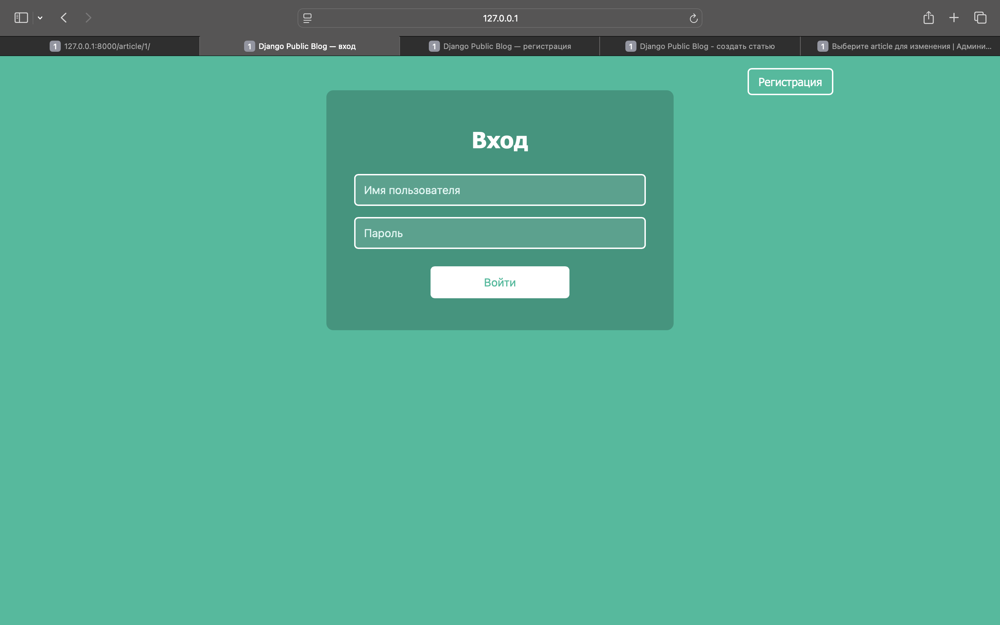 127.0.0.1
1 127.0.0.1:8000/article/1/
1 Django Public Blog — вход
1 Django Public Blog — регистрация
1 Django Public Blog - создать статью
1 Выберите article для изменения | Админи...
Регистрация
Вход
Имя пользователя
Пароль
Войти